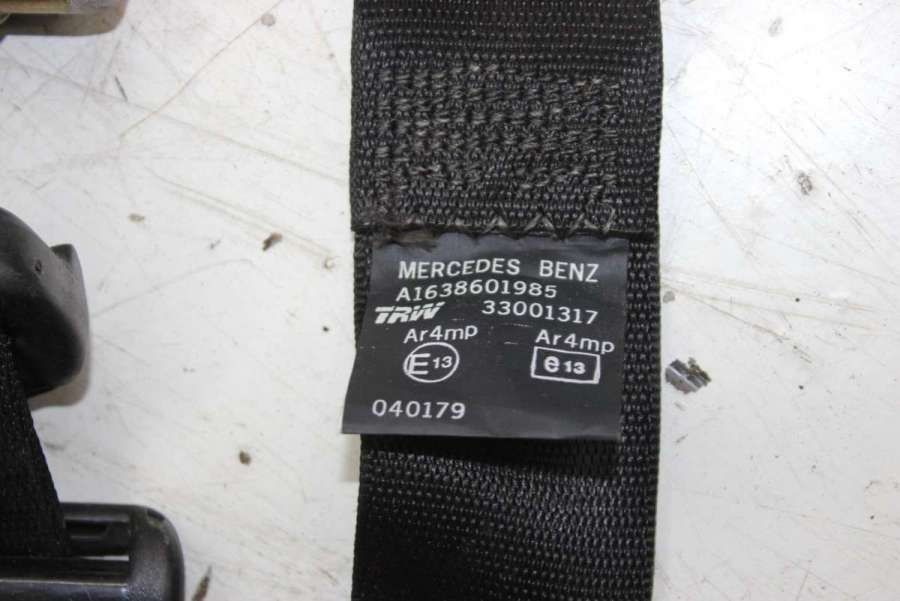 MERCEDES BENZ
A1638601985
TRW 33001317
Ar4mp Ar4mp
E13 e13
040179